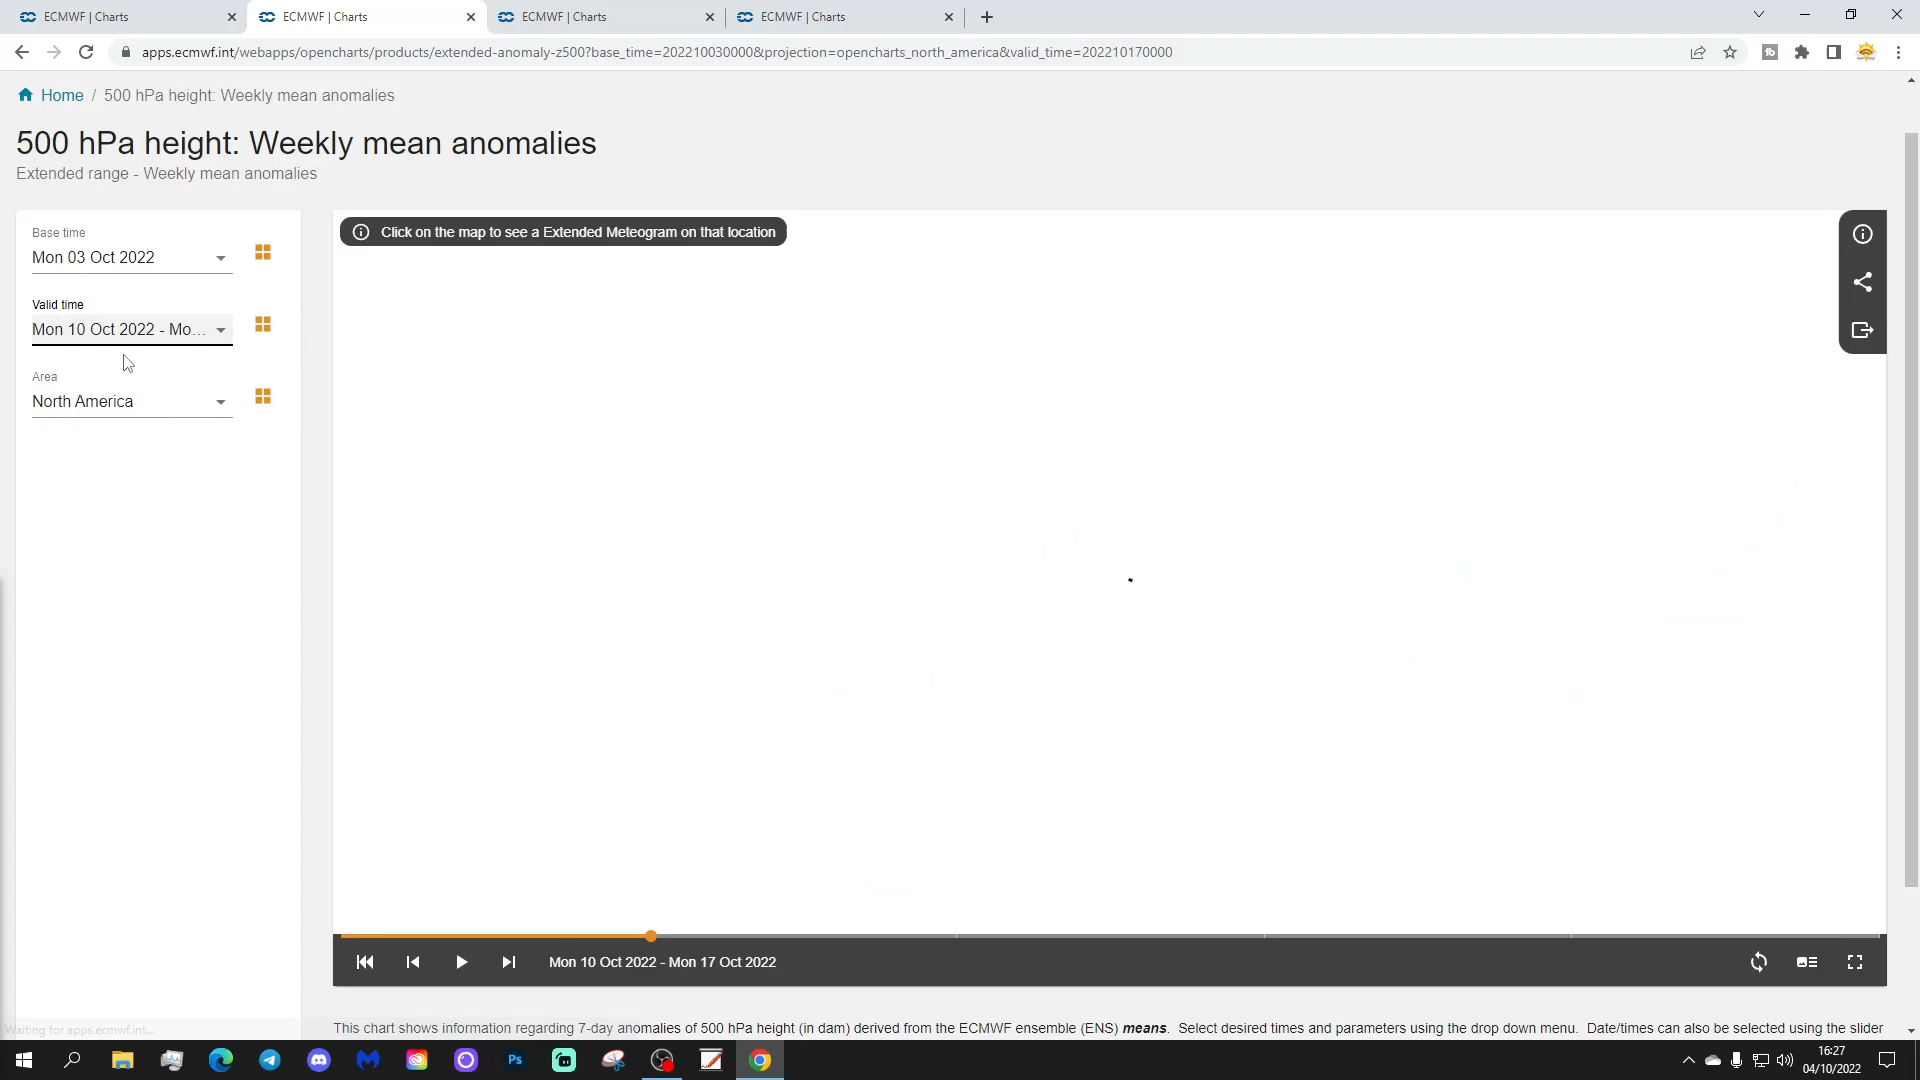 ECMWF | Charts
ECMWF | Charts
ECMWF | Charts
ECMWF | Charts
apps.ecmwf.int/webapps/opencharts/products/extended-anomaly-z500?base_time=202210030000&projection=opencharts_north_america&valid_time=202210170000
Home / 500 hPa height: Weekly mean anomalies
500 hPa height: Weekly mean anomalies
Extended range - Weekly mean anomalies
Base time
Mon 03 Oct 2022
Valid time
Mon 10 Oct 2022 - Mo...
Area
North America
Click on the map to see a Extended Meteogram on that location
Mon 10 Oct 2022 - Mon 17 Oct 2022
Waiting for apps.ecmwf.int...
This chart shows information regarding 7-day anomalies of 500 hPa height (in dam) derived from the ECMWF ensemble (ENS) means. Select desired times and parameters using the drop down menu. Date/times can also be selected using the slider
Ps
16:27
04/10/2022